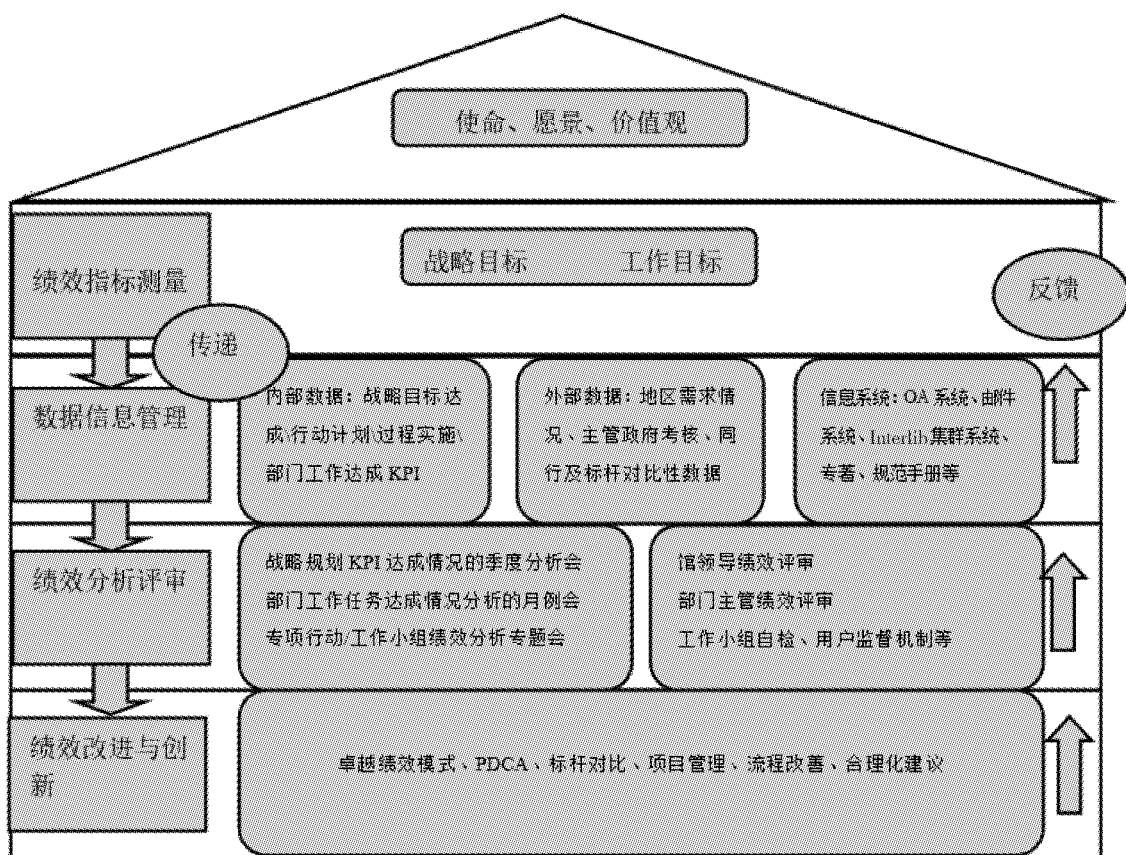 使命、愿景、价值观
战略目标 工作目标
绩效指标测量
反馈
传递
数据信息管理
内部数据：战略目标达
成\行动计划\过程实施\
部门工作达成 KPI
外部数据：地区需求情
况、主管政府考核、同
行及标杆对比性数据
信息系统：OA 系统、邮件
系统、Interlib 集群系统、
专著、规范手册等
绩效分析评审
战略规划 KPI 达成情况的季度分析会
部门工作任务达成情况分析的月例会
专项行动/工作小组绩效分析专题会
馆领导绩效评审
部门主管绩效评审
工作小组自检、用户监督机制等
绩效改进与创
新
卓越绩效模式、PDCA、标杆对比、项目管理、流程改善、合理化建议